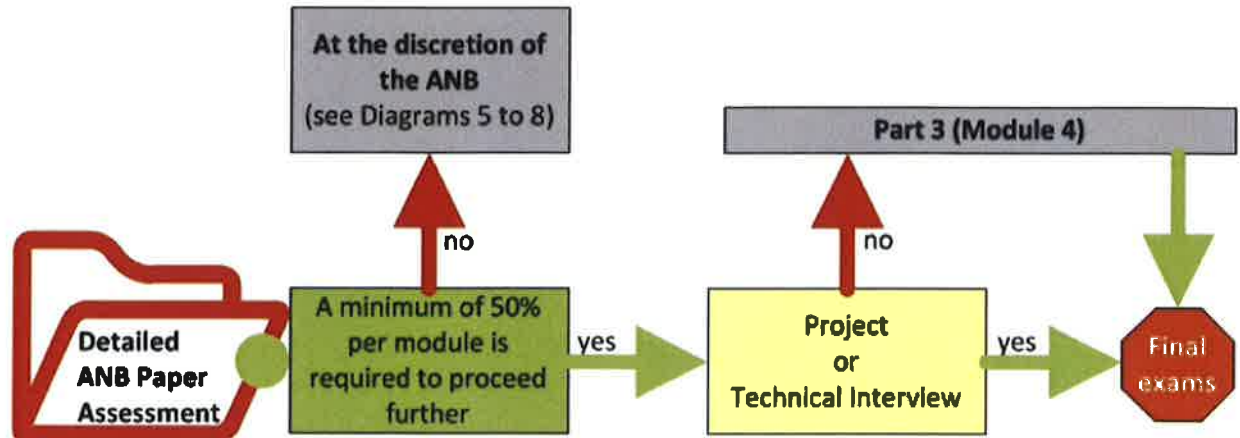 At the discretion of
the ANB
(see Diagrams 5 to 8)
Part 3 (Module 4)
no
no
Detailed
ANB Paper
Assessment
A minimum of 50%
per module is
required to proceed
further
yes
Project
or
Technical Interview
yes
Final
exams